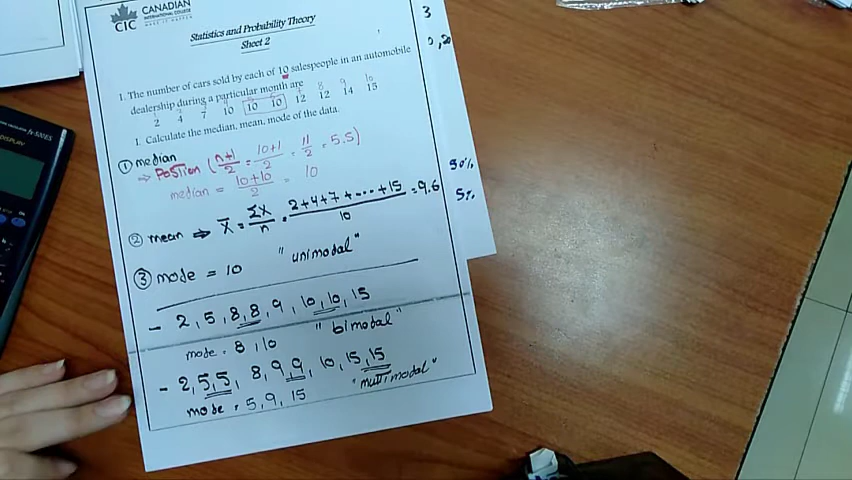 CIC CANADIAN
INTERNATIONAL COLLEGE
Statistics and Probability Theory
Sheet 2
1. The number of cars sold by each of 10 salespeople in an automobile
dealership during a particular month are
2 4 7 10 10 10 12 12 14 15
1. Calculate the median, mean, mode of the data.
① median
⇒ Position (n+1/2 = 10+1/2 = 11/2 = 5.5)
median = 10+10/2 = 10
② mean ⇒ x̄ = Σx/n = 2+4+7+...+15/10 = 9.6
③ mode = 10 "unimodal"
- 2, 5, 8, 8, 9, 10, 10, 15
mode = 8, 10 "bimodal"
- 2, 5, 5, 8, 9, 9, 10, 15, 15
mode = 5, 9, 15 "multimodal"
3
90%
5%